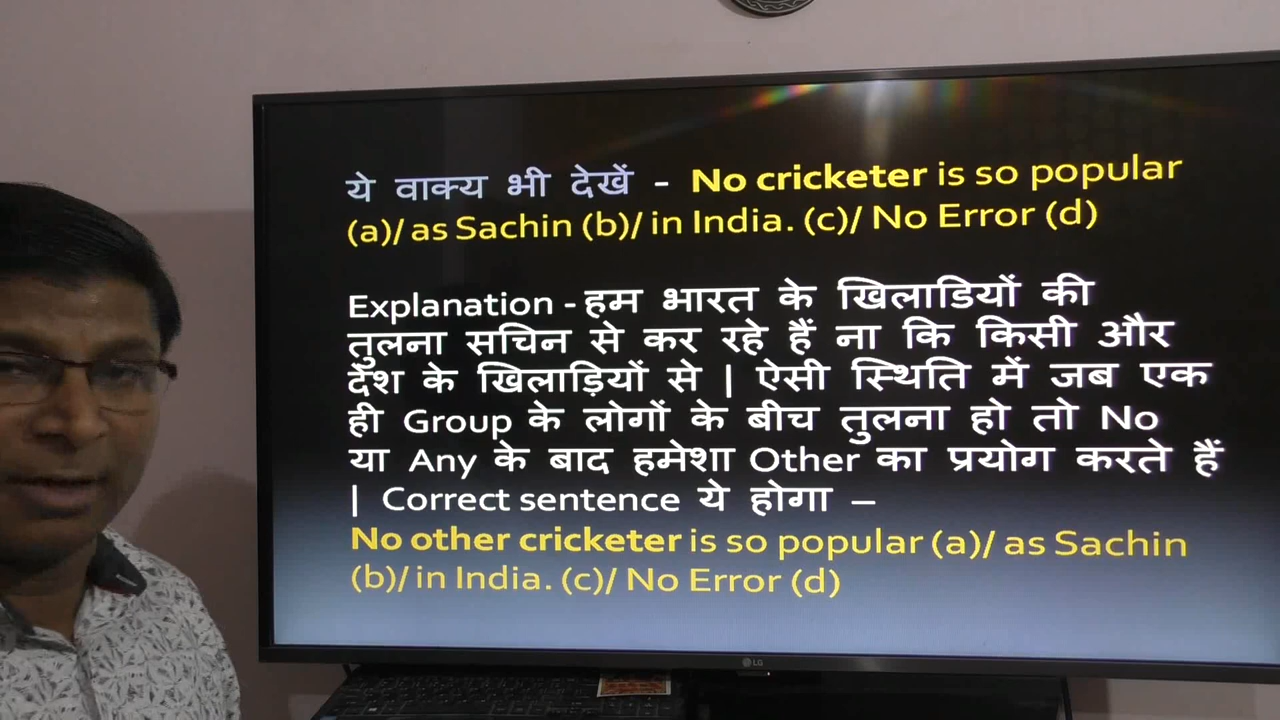 ये वाक्य भी देखें - No cricketer is so popular
(a)/ as Sachin (b)/ in India. (c)/ No Error (d)
Explanation - हम भारत के खिलाडियों की
तुलना सचिन से कर रहे हैं ना कि किसी और
देश के खिलाड़ियों से | ऐसी स्थिति में जब एक
ही Group के लोगों के बीच तुलना हो तो No
या Any के बाद हमेशा Other का प्रयोग करते हैं
| Correct sentence ये होगा –
No other cricketer is so popular (a)/ as Sachin
(b)/ in India. (c)/ No Error (d)
LG